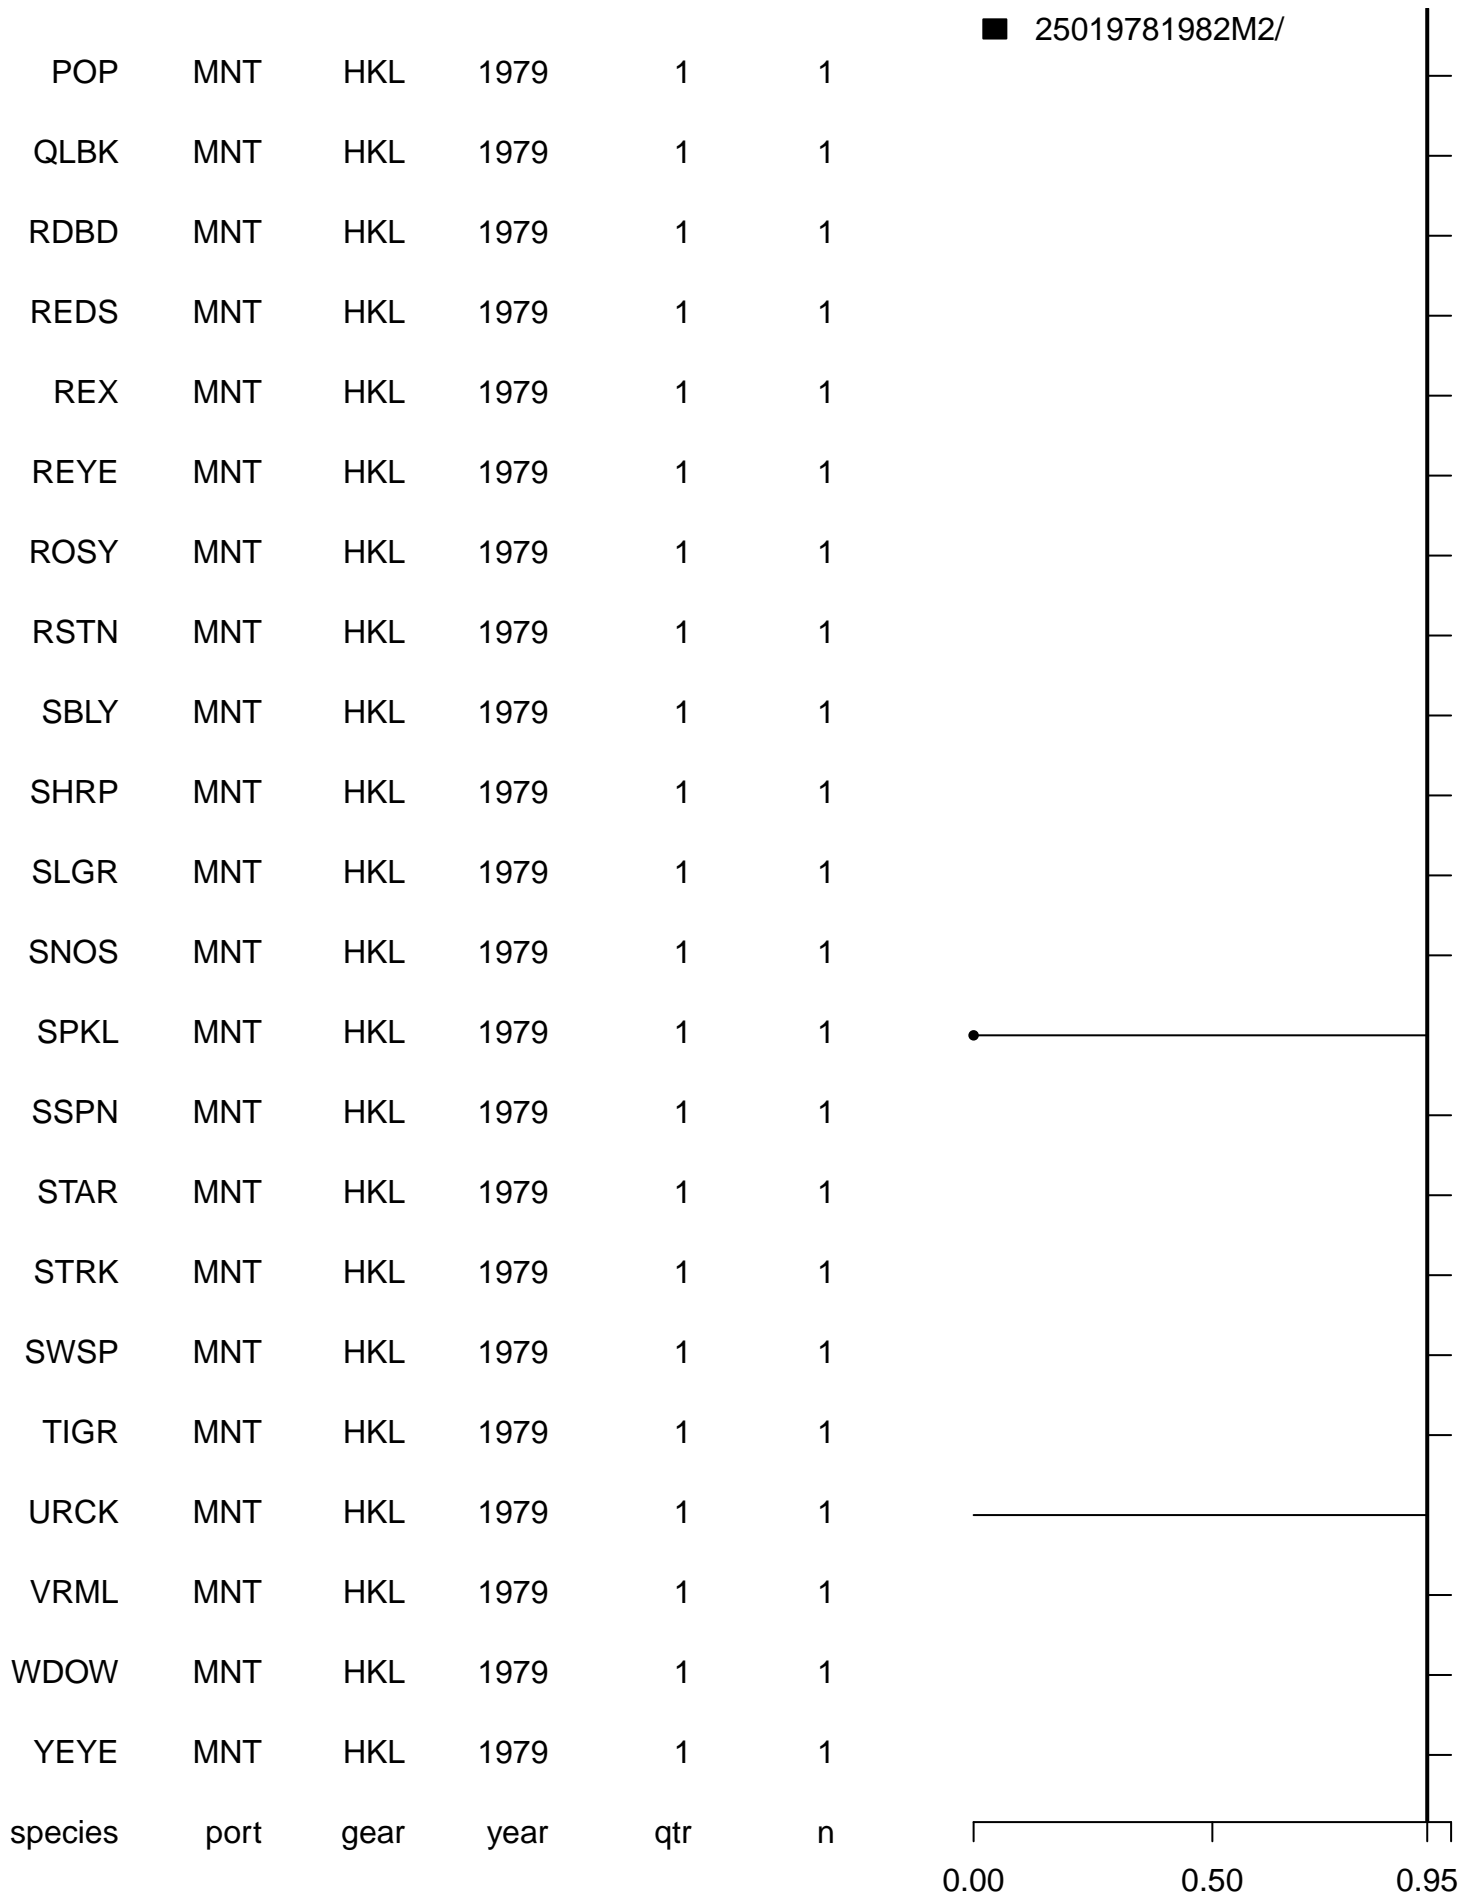 25019781982M2/
POP MNT HKL 1979 1 1
QLBK MNT HKL 1979 1 1
RDBD MNT HKL 1979 1 1
REDS MNT HKL 1979 1 1
REX MNT HKL 1979 1 1
REYE MNT HKL 1979 1 1
ROSY MNT HKL 1979 1 1
RSTN MNT HKL 1979 1 1
SBLY MNT HKL 1979 1 1
SHRP MNT HKL 1979 1 1
SLGR MNT HKL 1979 1 1
SNOS MNT HKL 1979 1 1
SPKL MNT HKL 1979 1 1
SSPN MNT HKL 1979 1 1
STAR MNT HKL 1979 1 1
STRK MNT HKL 1979 1 1
SWSP MNT HKL 1979 1 1
TIGR MNT HKL 1979 1 1
URCK MNT HKL 1979 1 1
VRML MNT HKL 1979 1 1
WDOW MNT HKL 1979 1 1
YEYE MNT HKL 1979 1 1
species port gear year qtr n
0.00 0.50 0.95